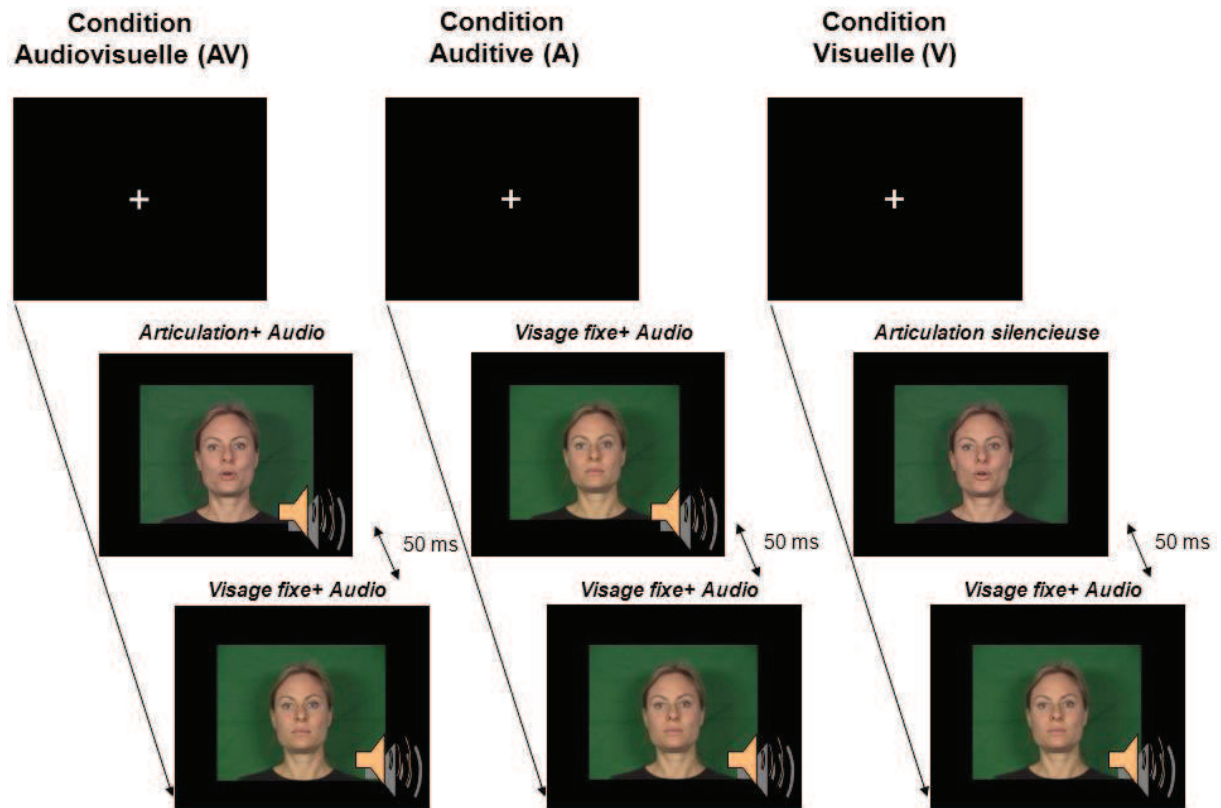 Condition
Audiovisuelle (AV)
Condition
Auditive (A)
Condition
Visuelle (V)
Articulation+ Audio
Visage fixe+ Audio
Articulation silencieuse
50 ms
50 ms
50 ms
Visage fixe+ Audio
Visage fixe+ Audio
Visage fixe+ Audio